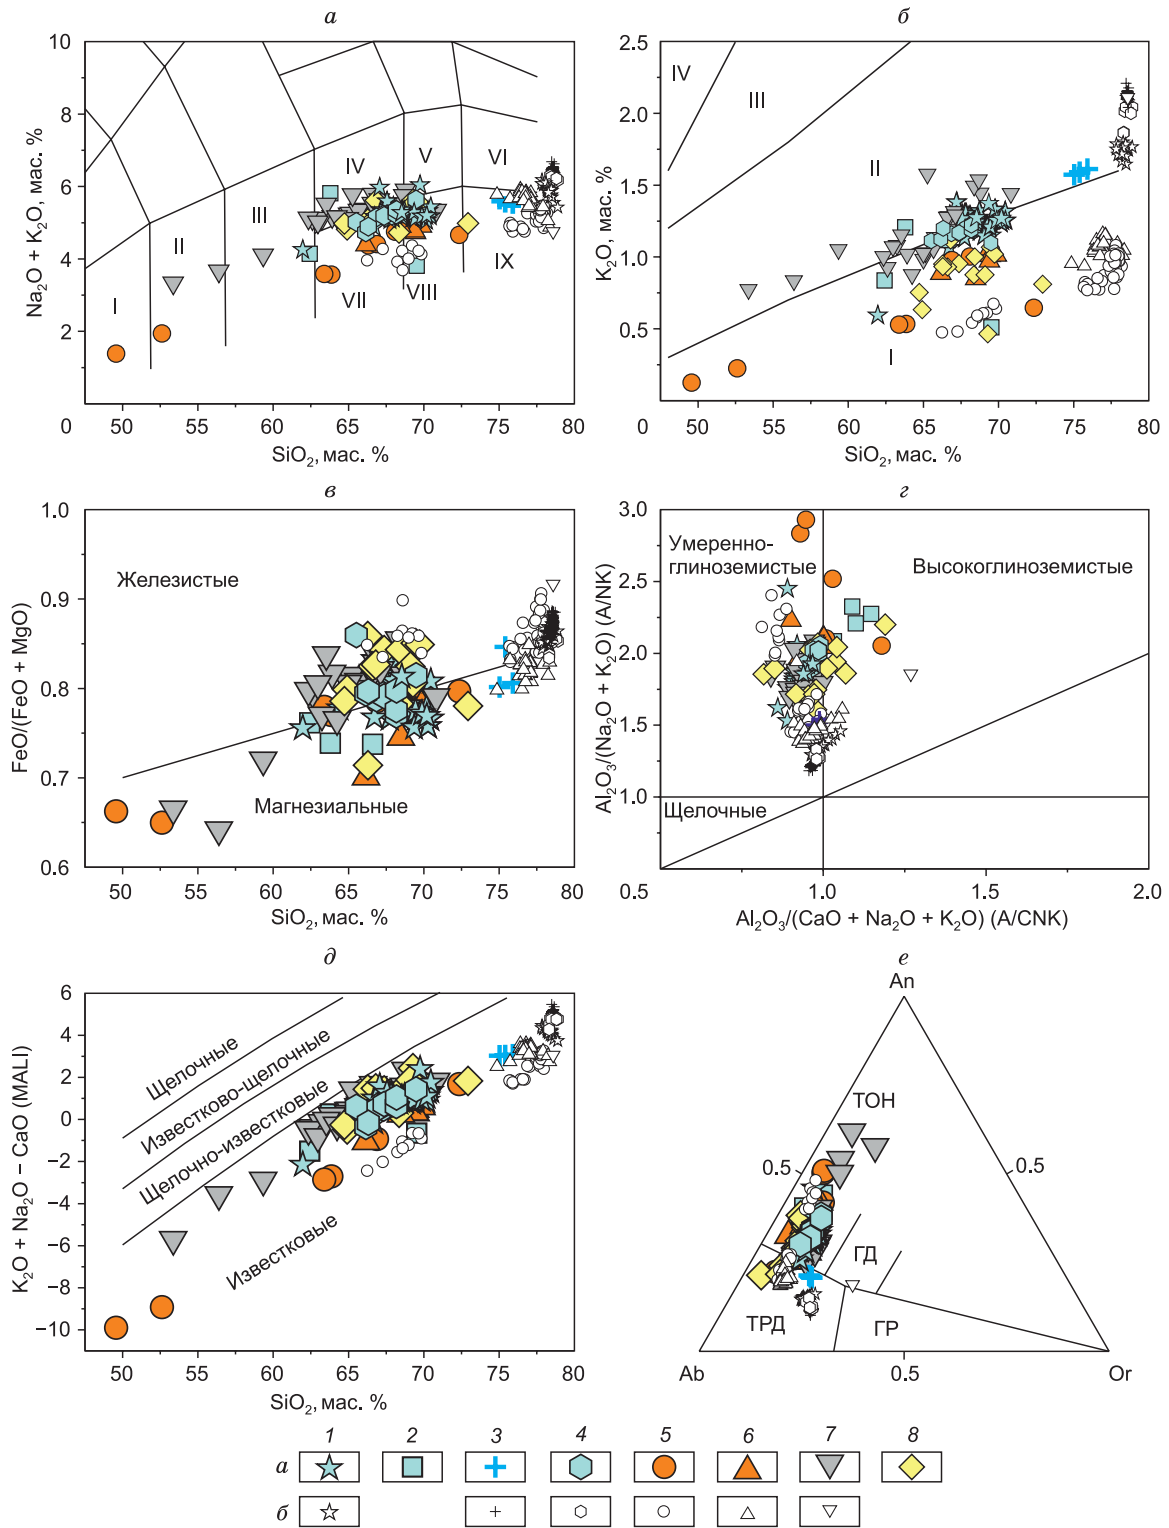 а
10
8
6
4
2
0
50
55
60
65
70
75
80
Na₂O + K₂O, мас. %
SiO₂, мас. %
I
II
III
IV
V
VI
VII
VIII
IX
б
2.5
2.0
1.5
1.0
0.5
0
50
55
60
65
70
75
80
K₂O, мас. %
SiO₂, мас. %
IV
III
II
I
в
1.0
0.9
0.8
0.7
0.6
50
55
60
65
70
75
80
FeO/(FeO + MgO)
SiO₂, мас. %
Железистые
Магнезиальные
г
3.0
2.5
2.0
1.5
1.0
0.5
1.0
1.5
2.0
Al₂O₃/(Na₂O + K₂O) (A/NK)
Al₂O₃/(CaO + Na₂O + K₂O) (A/CNK)
Умеренно-
глиноземистые
Высокоглиноземистые
Щелочные
д
6
4
2
0
−2
−4
−6
−8
−10
50
55
60
65
70
75
80
K₂O + Na₂O − CaO (MALI)
SiO₂, мас. %
Щелочные
Известково-щелочные
Щелочно-известковые
Известковые
е
An
ТОН
0.5
0.5
ГД
ТРД
ГР
Ab
0.5
Or
1
2
3
4
5
6
7
8
а
б